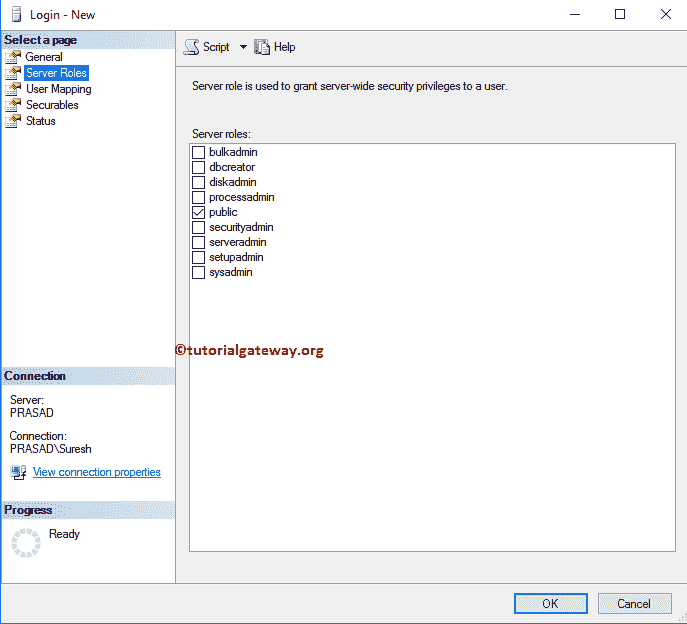 Login - New
Select a page
General
Server Roles
User Mapping
Securables
Status
Script
Help
Server role is used to grant server-wide security privileges to a user.
Server roles:
bulkadmin
dbcreator
diskadmin
processadmin
public
securityadmin
serveradmin
setupadmin
sysadmin
©tutorialgateway.org
Connection
Server:
PRASAD
Connection:
PRASAD\Suresh
View connection properties
Progress
Ready
OK
Cancel